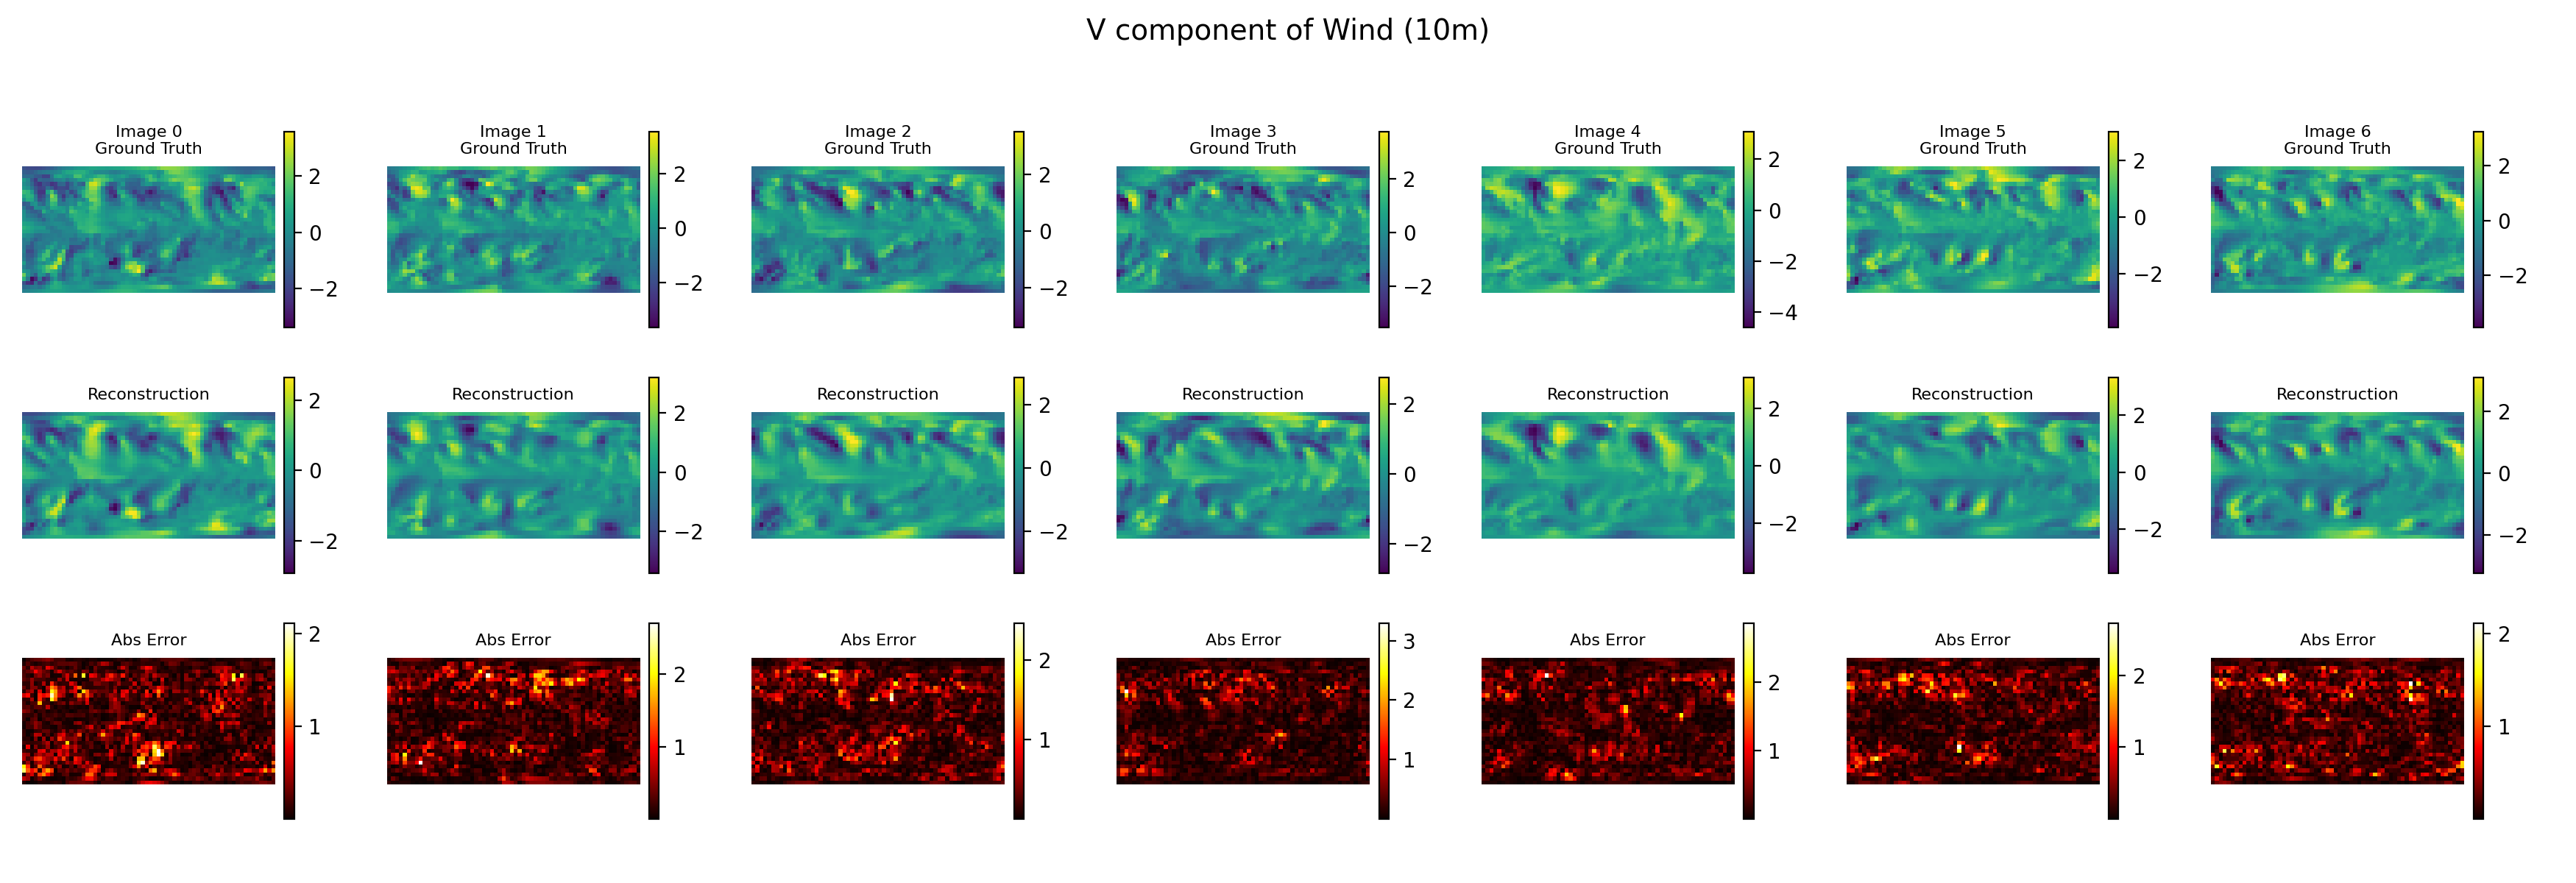 V component of Wind (10m)
Image 0
Ground Truth
2
0
−2
Image 1
Ground Truth
2
0
−2
Image 2
Ground Truth
2
0
−2
Image 3
Ground Truth
2
0
−2
Image 4
Ground Truth
2
0
−2
−4
Image 5
Ground Truth
2
0
−2
Image 6
Ground Truth
2
0
−2
Reconstruction
2
0
−2
Reconstruction
2
0
−2
Reconstruction
2
0
−2
Reconstruction
2
0
−2
Reconstruction
2
0
−2
Reconstruction
2
0
−2
Reconstruction
2
0
−2
Abs Error
2
1
Abs Error
2
1
Abs Error
2
1
Abs Error
3
2
1
Abs Error
2
1
Abs Error
2
1
Abs Error
2
1